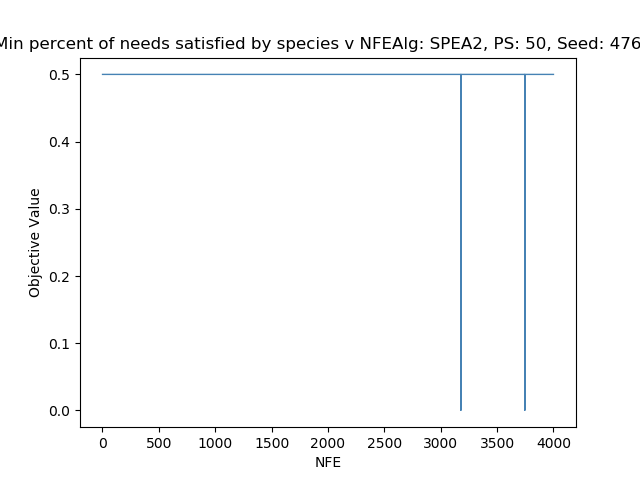 Min percent of needs satisfied by species v NFEAlg: SPEA2, PS: 50, Seed: 476
0.5
0.4
0.3
0.2
0.1
0.0
Objective Value
0 500 1000 1500 2000 2500 3000 3500 4000
NFE